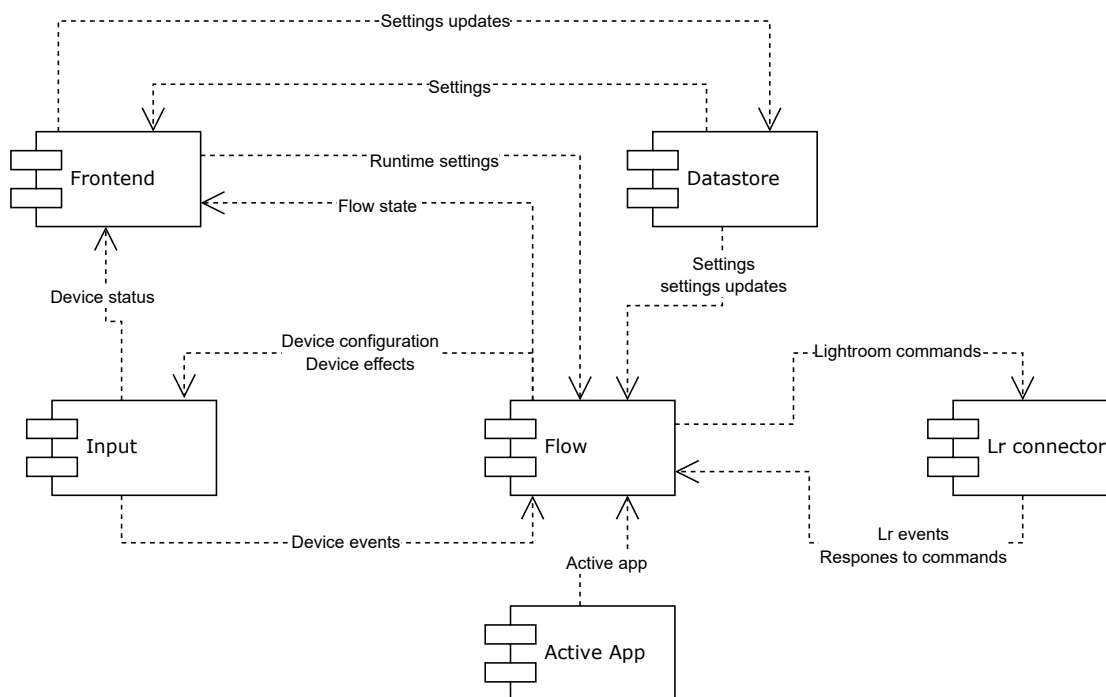 Settings updates
Settings
Frontend
Runtime settings
Datastore
Flow state
Settings
settings updates
Device status
Device configuration
Device effects
Lightroom commands
Input
Flow
Lr connector
Device events
Lr events
Respones to commands
Active app
Active App